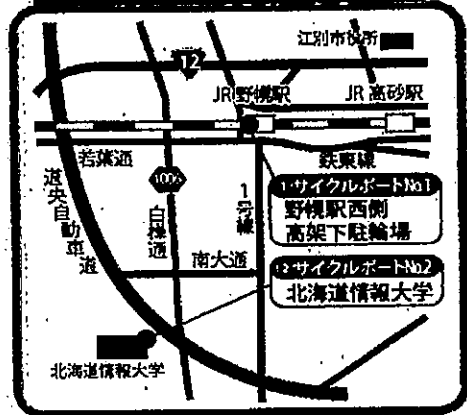 江別市役所
12
JR野幌駅
JR高砂駅
若葉通
鉄東線
1006
道央自動車道
白樺通
1号線
1 サイクルポートNo.1
野幌駅西側
高架下駐輪場
南大通
2 サイクルポートNo.2
北海道情報大学
北海道情報大学